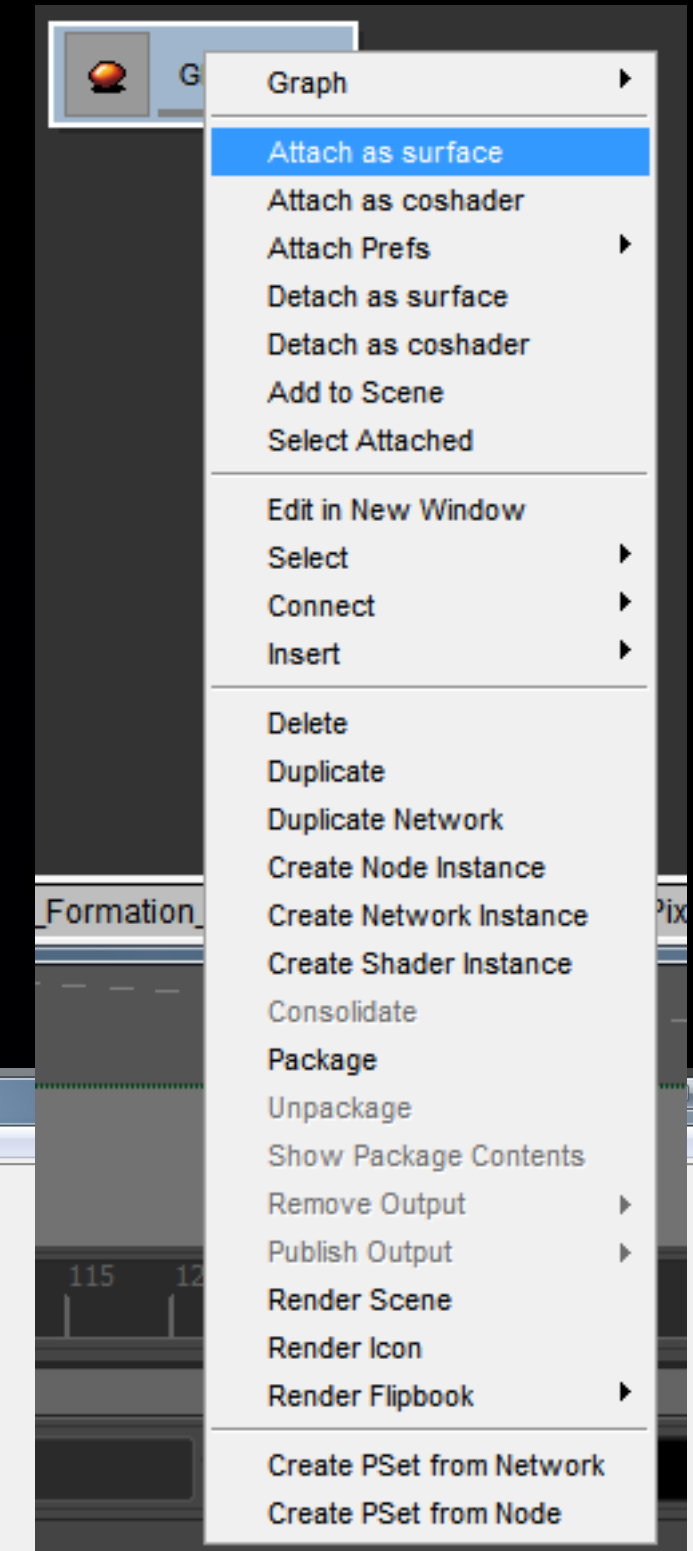 G
Graph
Attach as surface
Attach as coshader
Attach Prefs
Detach as surface
Detach as coshader
Add to Scene
Select Attached
Edit in New Window
Select
Connect
Insert
Delete
Duplicate
Duplicate Network
Create Node Instance
_Formation_
Create Network Instance
Pix
Create Shader Instance
Consolidate
Package
Unpackage
Show Package Contents
Remove Output
Publish Output
115 12
Render Scene
Render Icon
Render Flipbook
Create PSet from Network
Create PSet from Node